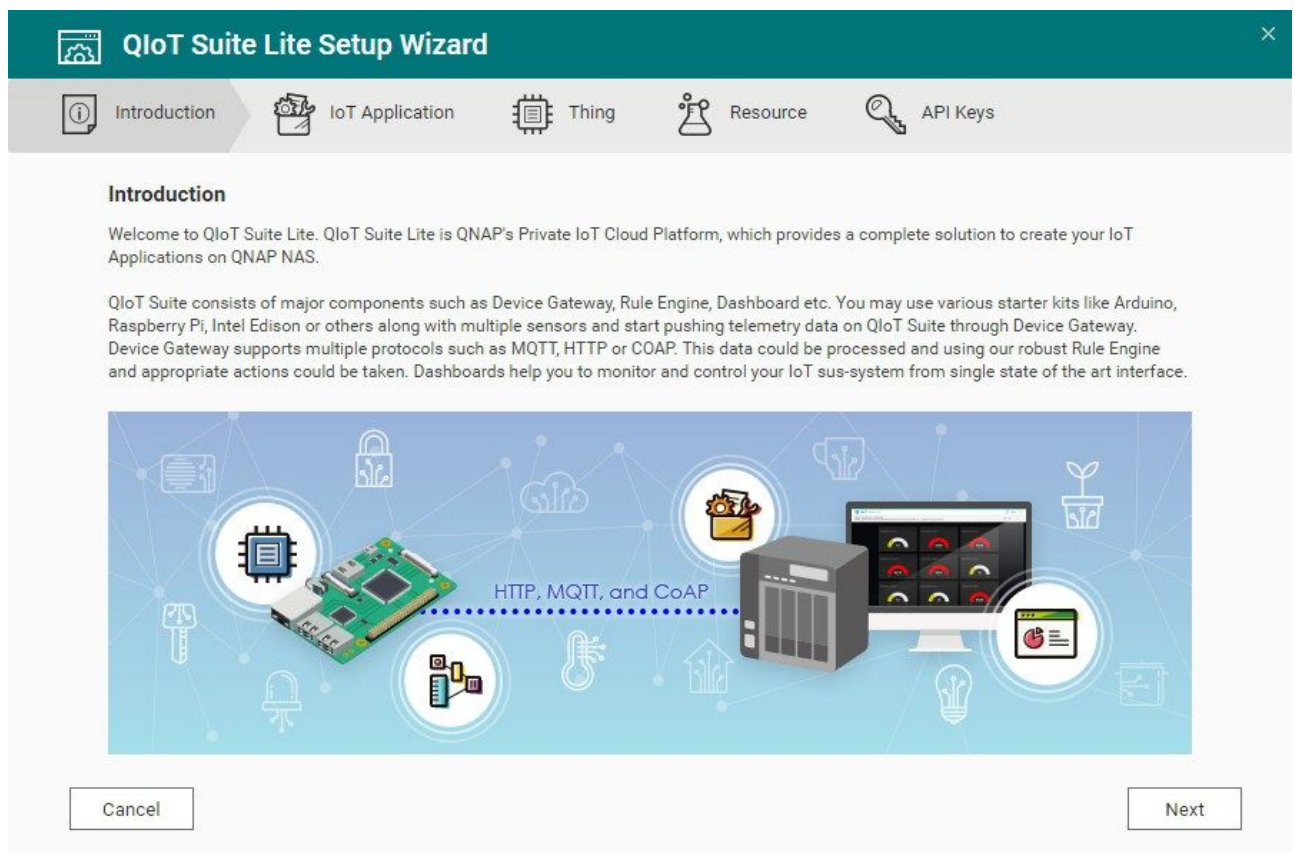 QIoT Suite Lite Setup Wizard
Introduction
IoT Application
Thing
Resource
API Keys
Introduction
Welcome to QIoT Suite Lite. QIoT Suite Lite is QNAP's Private IoT Cloud Platform, which provides a complete solution to create your IoT
Applications on QNAP NAS.
QIoT Suite consists of major components such as Device Gateway, Rule Engine, Dashboard etc. You may use various starter kits like Arduino,
Raspberry Pi, Intel Edison or others along with multiple sensors and start pushing telemetry data on QIoT Suite through Device Gateway.
Device Gateway supports multiple protocols such as MQTT, HTTP or COAP. This data could be processed and using our robust Rule Engine
and appropriate actions could be taken. Dashboards help you to monitor and control your IoT sus-system from single state of the art interface.
HTTP, MQTT, and CoAP
Cancel
Next